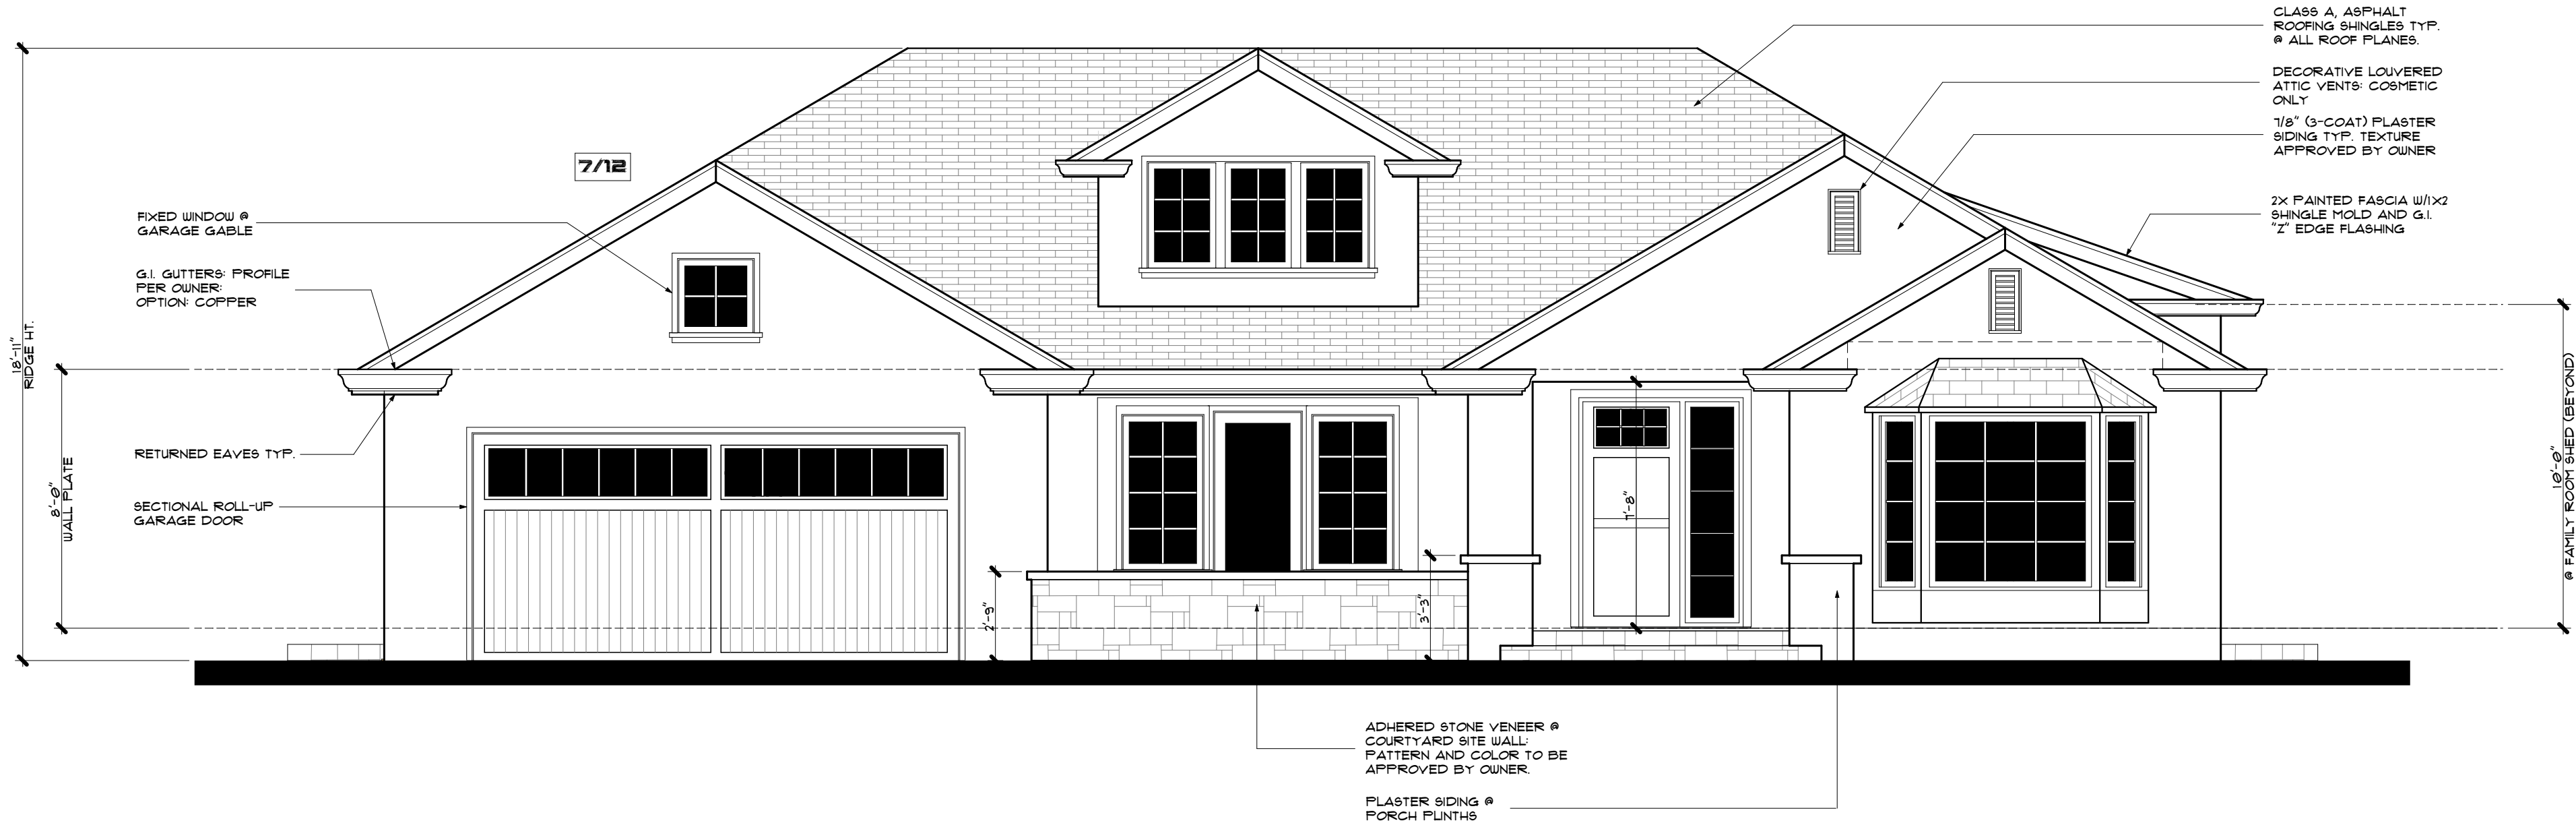 CLASS A, ASPHALT
ROOFING SHINGLES TYP.
@ ALL ROOF PLANES.
DECORATIVE LOUVERED
ATTIC VENTS: COSMETIC
ONLY
7/8" (3-COAT) PLASTER
SIDING TYP. TEXTURE
APPROVED BY OWNER
7/12
2X PAINTED FASCIA W/1X2
SHINGLE MOLD AND G.I.
"Z" EDGE FLASHING
FIXED WINDOW @
GARAGE GABLE
G.I. GUTTERS: PROFILE
PER OWNER:
OPTION: COPPER
18'-11"
RIDGE HT.
RETURNED EAVES TYP.
8'-0"
WALL PLATE
SECTIONAL ROLL-UP
GARAGE DOOR
2'-9"
3'-3"
7'-8"
10'-0"
@ FAMILY ROOM SHED (BEYOND)
ADHERED STONE VENEER @
COURTYARD SITE WALL:
PATTERN AND COLOR TO BE
APPROVED BY OWNER.
PLASTER SIDING @
PORCH PLINTHS